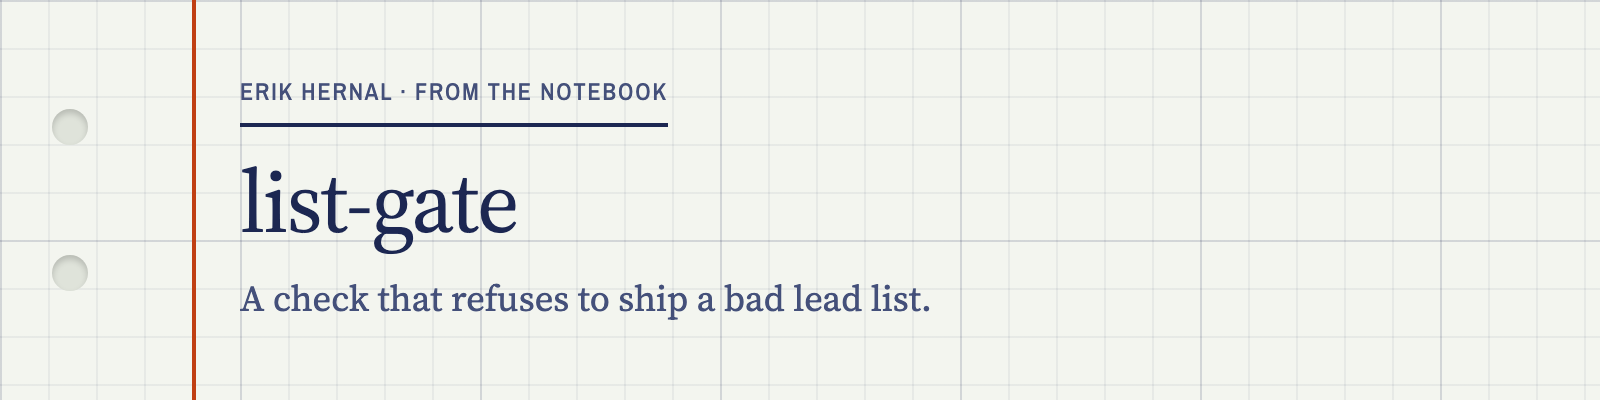 ERIK HERNAL · FROM THE NOTEBOOK
list-gate
A check that refuses to ship a bad lead list.